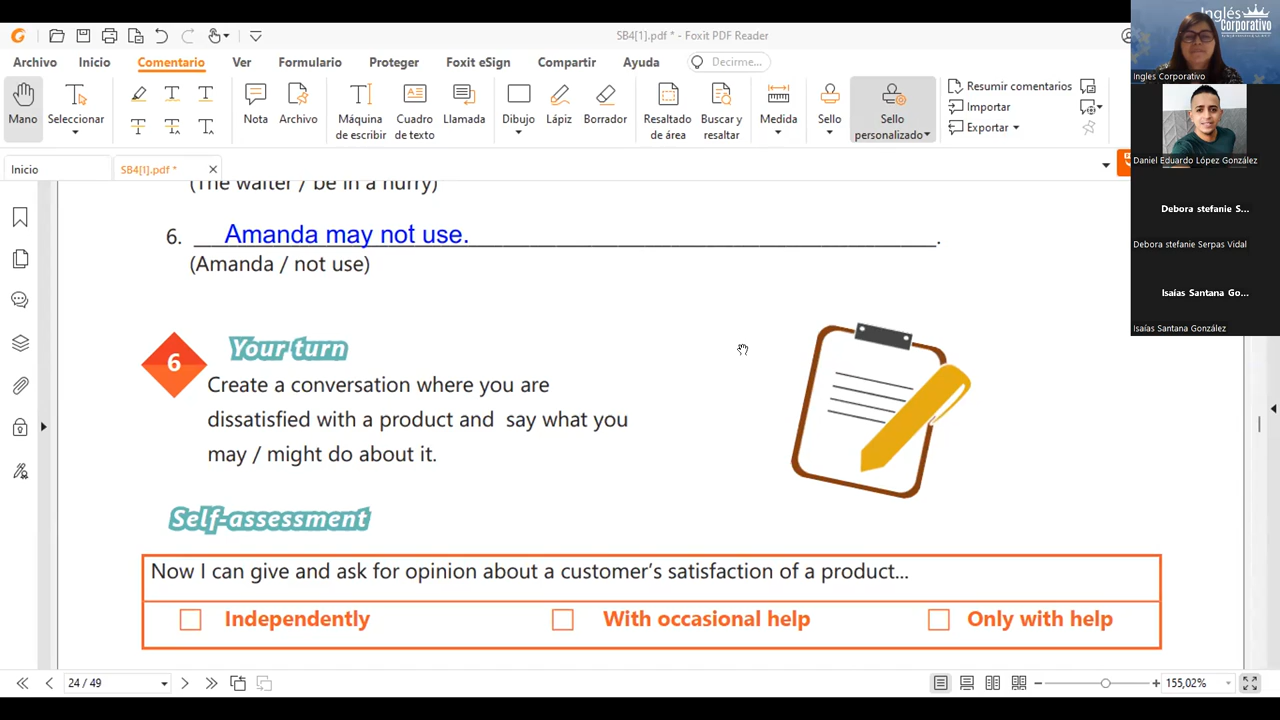 SB4[1].pdf * - Foxit PDF Reader
Inglés
Corporativo
Archivo Inicio Comentario Ver Formulario Proteger Foxit eSign Compartir Ayuda Decirme...
Mano Seleccionar Nota Archivo Máquina de escribir Cuadro de texto Llamada Dibujo Lápiz Borrador Resaltado de área Buscar y resaltar Medida Sello Sello personalizado
Resumir comentarios
Importar
Exportar
Ingles Corporativo
Daniel Eduardo López González
Debora stefanie S...
Debora stefanie Serpas Vidal
Isaías Santana Go...
Isaías Santana González
Inicio SB4[1].pdf *
(The waiter / be in a hurry)
6. Amanda may not use.
(Amanda / not use)
6 Your turn
Create a conversation where you are
dissatisfied with a product and say what you
may / might do about it.
Self-assessment
Now I can give and ask for opinion about a customer's satisfaction of a product...
Independently With occasional help Only with help
24 / 49 155,02%